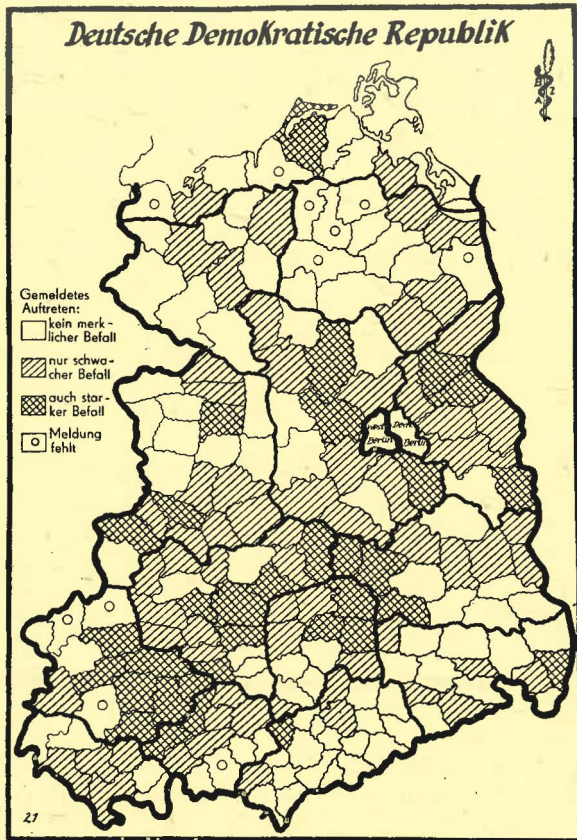 Deutsche Demokratische Republik
B
A Z
Gemeldetes
Auftreten:
kein merk-
licher Befall
nur schwa-
cher Befall
auch star-
ker Befall
Meldung
fehlt
West
Berlin
Dem.
Berlin
21